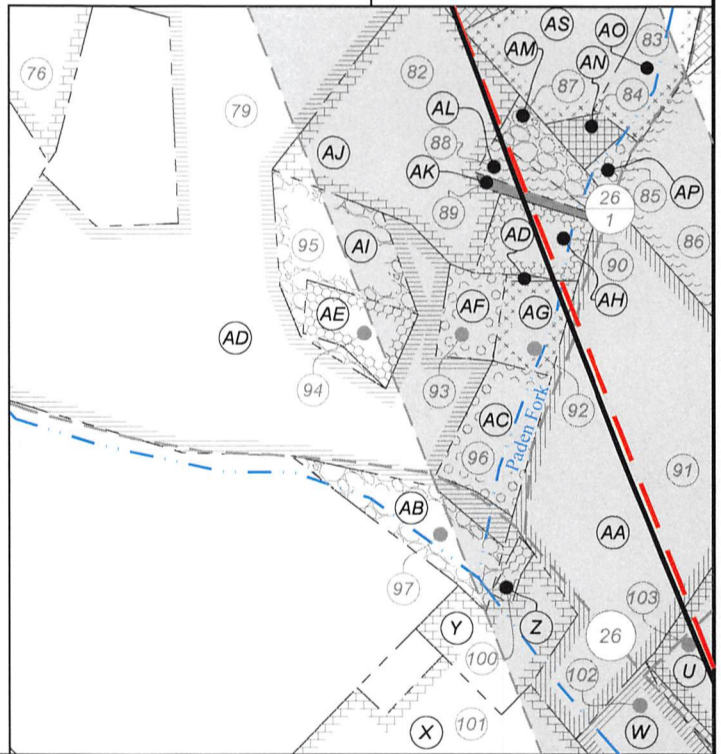 AS
AO
83
76
82
AM
AN
79
87
84
AL
88
AJ
AK
AP
85
26
1
89
95
AI
AD
86
90
AH
AE
AF
AG
AD
94
93
92
AC
Paden Fork
96
91
AB
AA
97
103
Y
Z
26
100
102
U
X
101
W